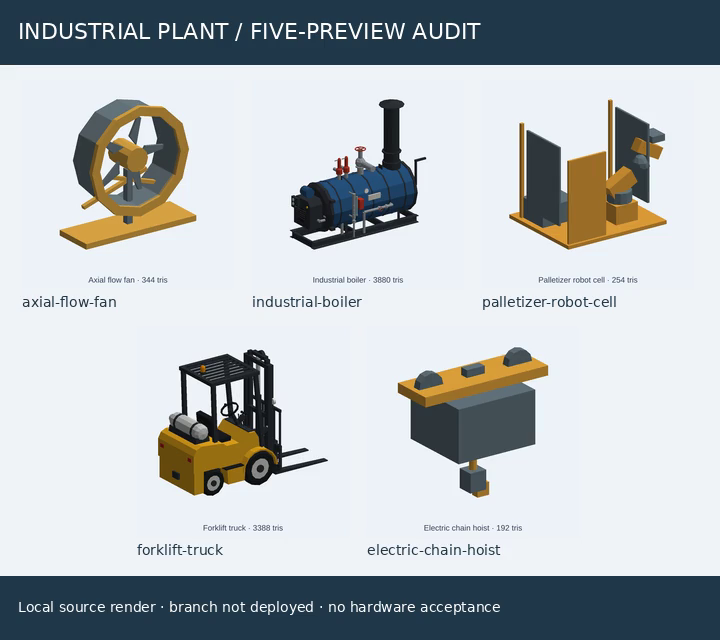 INDUSTRIAL PLANT / FIVE-PREVIEW AUDIT
Axial flow fan · 344 tris
Industrial boiler · 3880 tris
Palletizer robot cell · 254 tris
axial-flow-fan
industrial-boiler
palletizer-robot-cell
Forklift truck · 3388 tris
Electric chain hoist · 192 tris
forklift-truck
electric-chain-hoist
Local source render · branch not deployed · no hardware acceptance